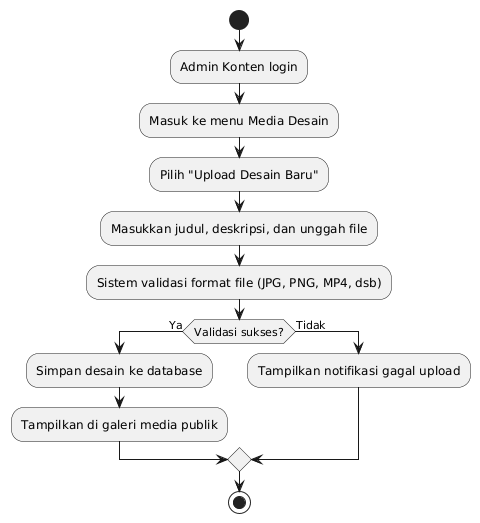 Admin Konten login
Masuk ke menu Media Desain
Pilih "Upload Desain Baru"
Masukkan judul, deskripsi, dan unggah file
Sistem validasi format file (JPG, PNG, MP4, dsb)
Ya
Validasi sukses?
Tidak
Simpan desain ke database
Tampilkan notifikasi gagal upload
Tampilkan di galeri media publik